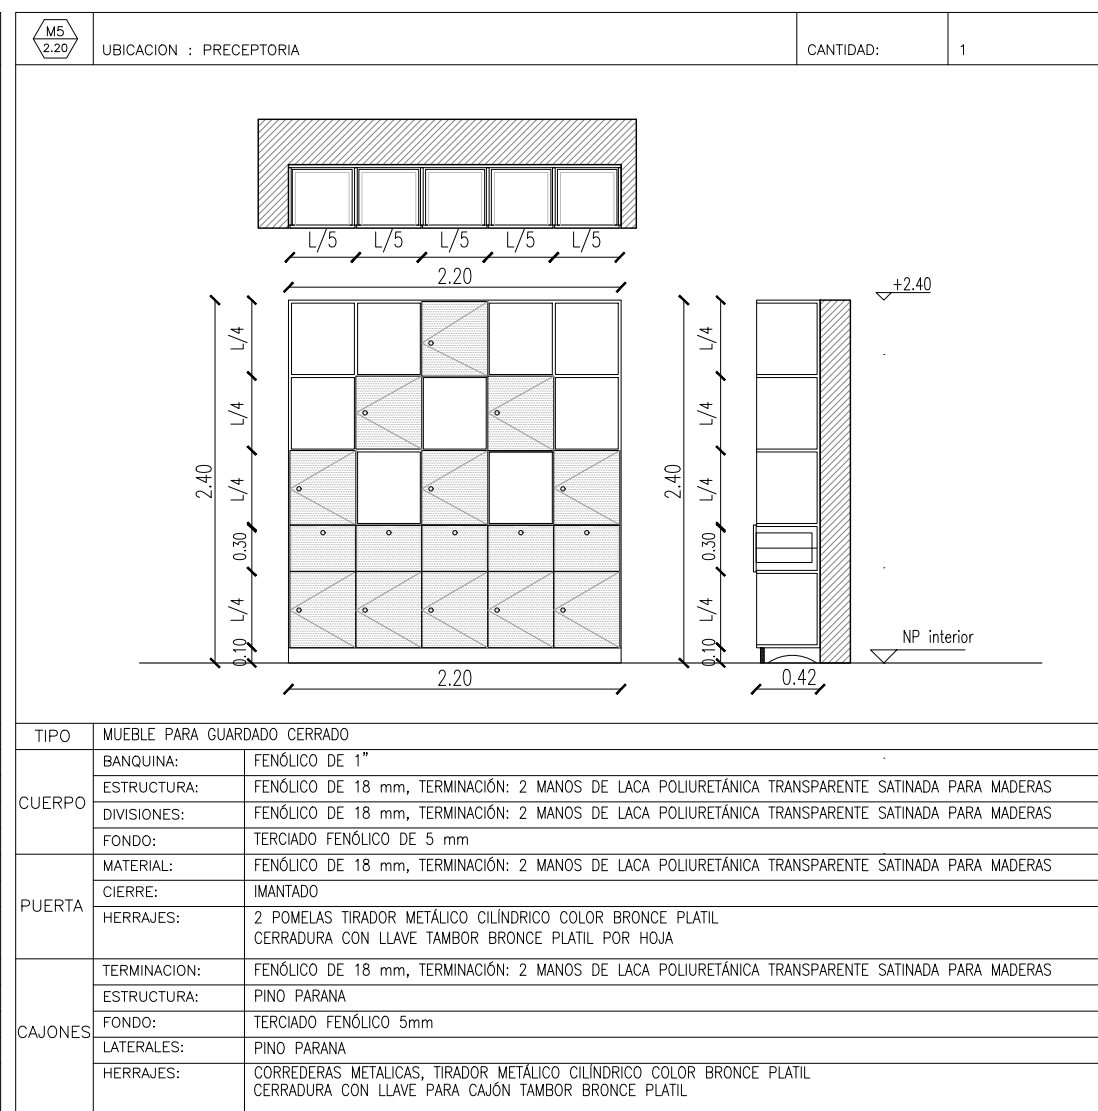 M5
2.20
UBICACION : PRECEPTORIA
CANTIDAD:
1
L/5
L/5
L/5
L/5
L/5
2.20
+2.40
L/4
L/4
L/4
L/4
L/4
2.40
L/4
2.40
L/4
0.30
0.30
L/4
L/4
NP interior
0.10
0.10
2.20
0.42
TIPO
MUEBLE PARA GUARDADO CERRADO
CUERPO
BANQUINA:
FENÓLICO DE 1"
ESTRUCTURA:
FENÓLICO DE 18 mm, TERMINACIÓN: 2 MANOS DE LACA POLIURETÁNICA TRANSPARENTE SATINADA PARA MADERAS
DIVISIONES:
FENÓLICO DE 18 mm, TERMINACIÓN: 2 MANOS DE LACA POLIURETÁNICA TRANSPARENTE SATINADA PARA MADERAS
FONDO:
TERCIADO FENÓLICO DE 5 mm
PUERTA
MATERIAL:
FENÓLICO DE 18 mm, TERMINACIÓN: 2 MANOS DE LACA POLIURETÁNICA TRANSPARENTE SATINADA PARA MADERAS
CIERRE:
IMANTADO
HERRAJES:
2 POMELAS TIRADOR METÁLICO CILÍNDRICO COLOR BRONCE PLATIL
CERRADURA CON LLAVE TAMBOR BRONCE PLATIL POR HOJA
CAJONES
TERMINACION:
FENÓLICO DE 18 mm, TERMINACIÓN: 2 MANOS DE LACA POLIURETÁNICA TRANSPARENTE SATINADA PARA MADERAS
ESTRUCTURA:
PINO PARANA
FONDO:
TERCIADO FENÓLICO 5mm
LATERALES:
PINO PARANA
HERRAJES:
CORREDERAS METALICAS, TIRADOR METÁLICO CILÍNDRICO COLOR BRONCE PLATIL
CERRADURA CON LLAVE PARA CAJÓN TAMBOR BRONCE PLATIL